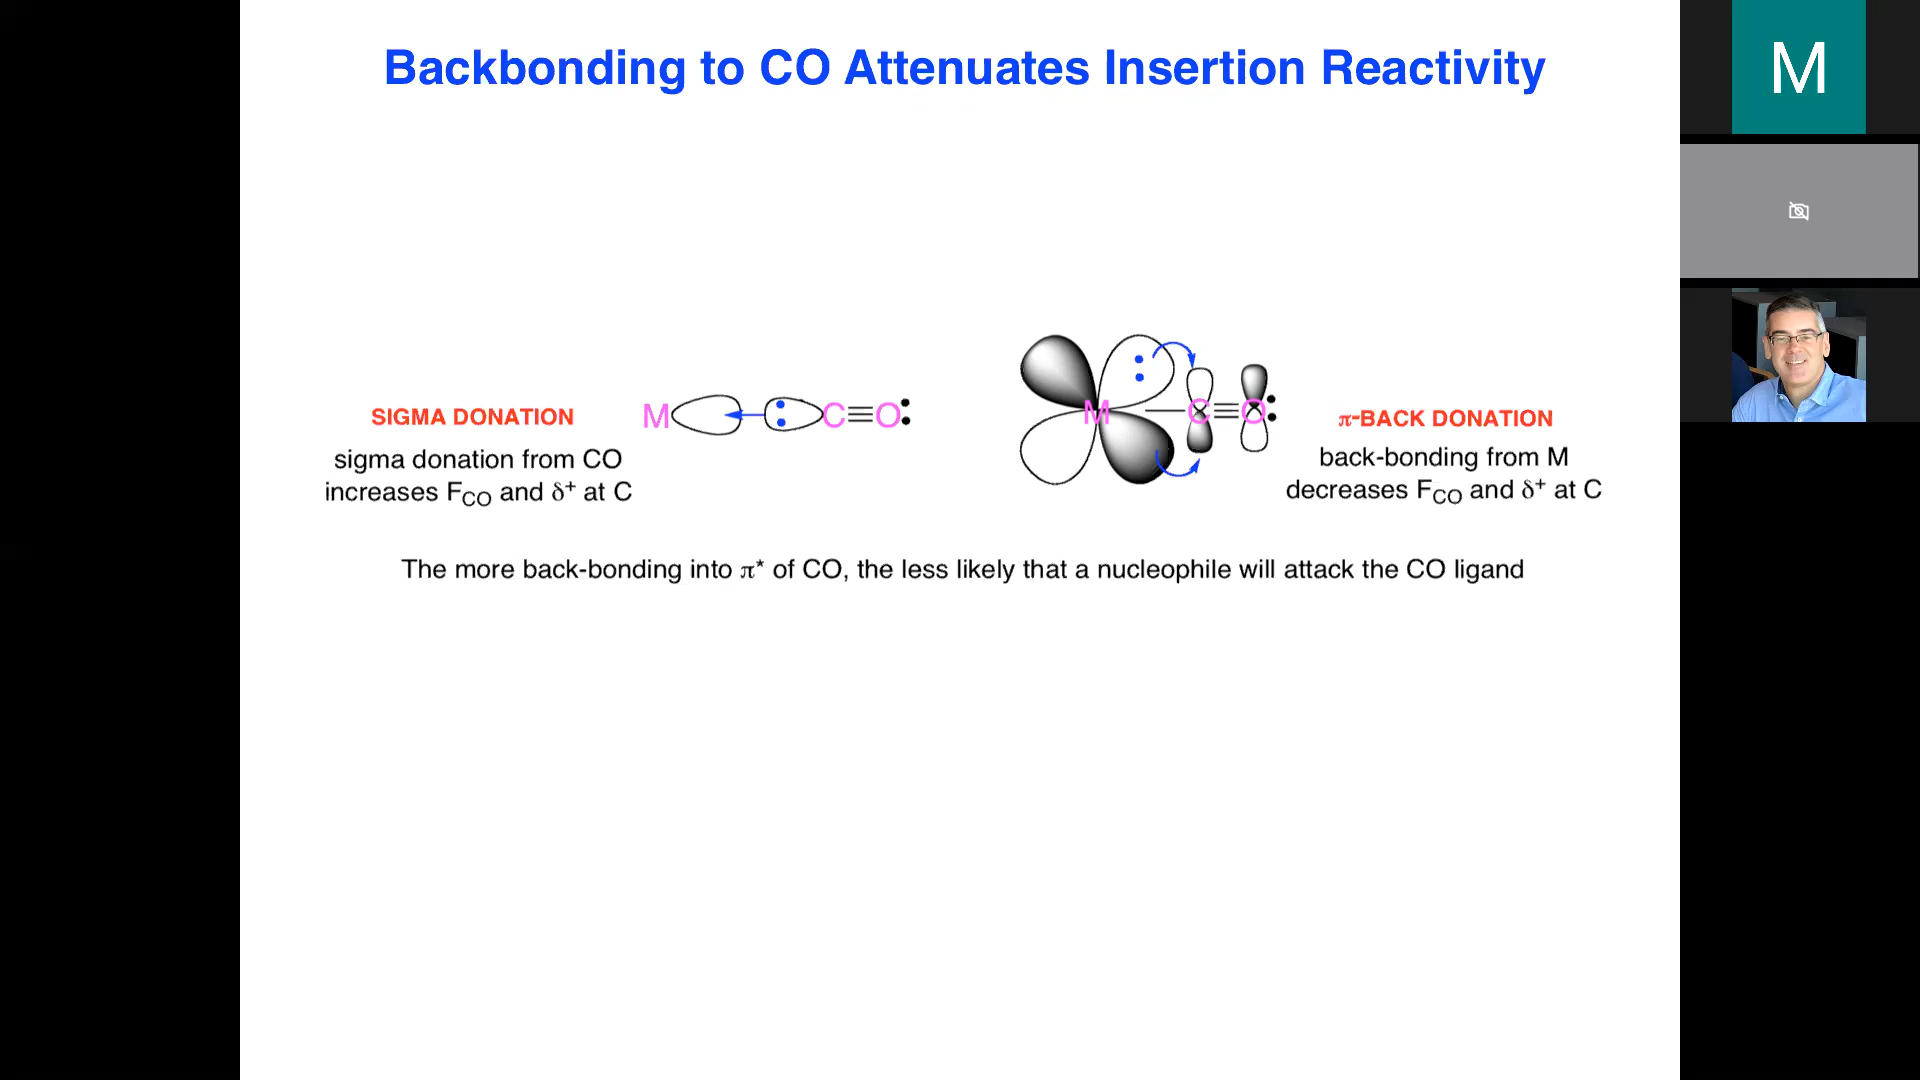 Backbonding to CO Attenuates Insertion Reactivity
M
SIGMA DONATION
sigma donation from CO
increases F_CO and δ⁺ at C
M C≡O:
M—C≡O:
π-BACK DONATION
back-bonding from M
decreases F_CO and δ⁺ at C
The more back-bonding into π* of CO, the less likely that a nucleophile will attack the CO ligand